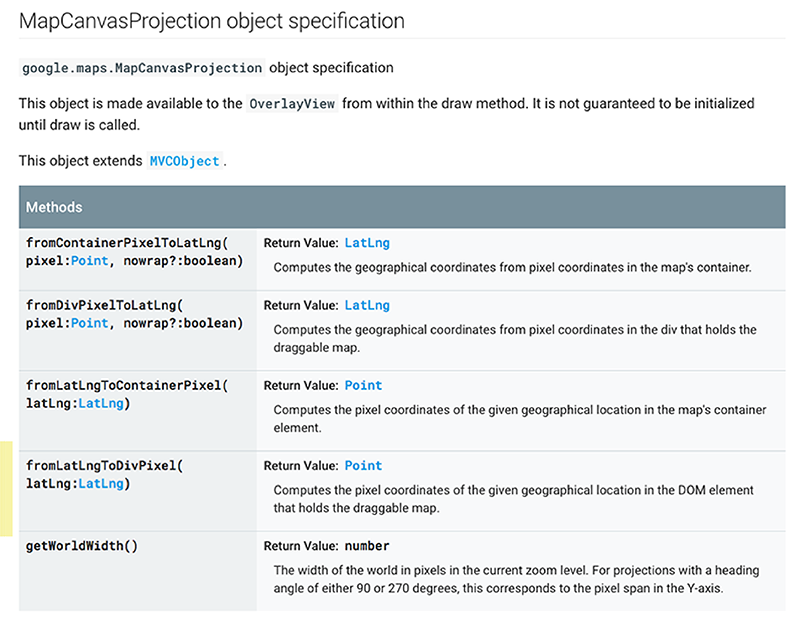 MapCanvasProjection object specification
google.maps.MapCanvasProjection object specification
This object is made available to the OverlayView from within the draw method. It is not guaranteed to be initialized
until draw is called.
This object extends MVCObject .
Methods
fromContainerPixelToLatLng(
pixel:Point, nowrap?:boolean)
Return Value: LatLng
Computes the geographical coordinates from pixel coordinates in the map's container.
fromDivPixelToLatLng(
pixel:Point, nowrap?:boolean)
Return Value: LatLng
Computes the geographical coordinates from pixel coordinates in the div that holds the
draggable map.
fromLatLngToContainerPixel(
latLng:LatLng)
Return Value: Point
Computes the pixel coordinates of the given geographical location in the map's container
element.
fromLatLngToDivPixel(
latLng:LatLng)
Return Value: Point
Computes the pixel coordinates of the given geographical location in the DOM element
that holds the draggable map.
getWorldWidth()
Return Value: number
The width of the world in pixels in the current zoom level. For projections with a heading
angle of either 90 or 270 degrees, this corresponds to the pixel span in the Y-axis.